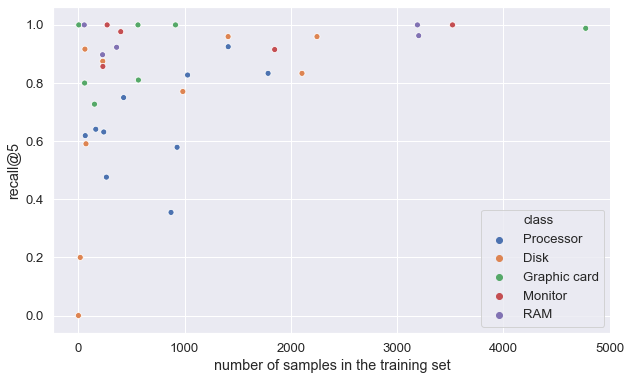 1.0
0.8
0.6
0.4
0.2
0.0
recall@5
0
1000
2000
3000
4000
5000
number of samples in the training set
class
Processor
Disk
Graphic card
Monitor
RAM